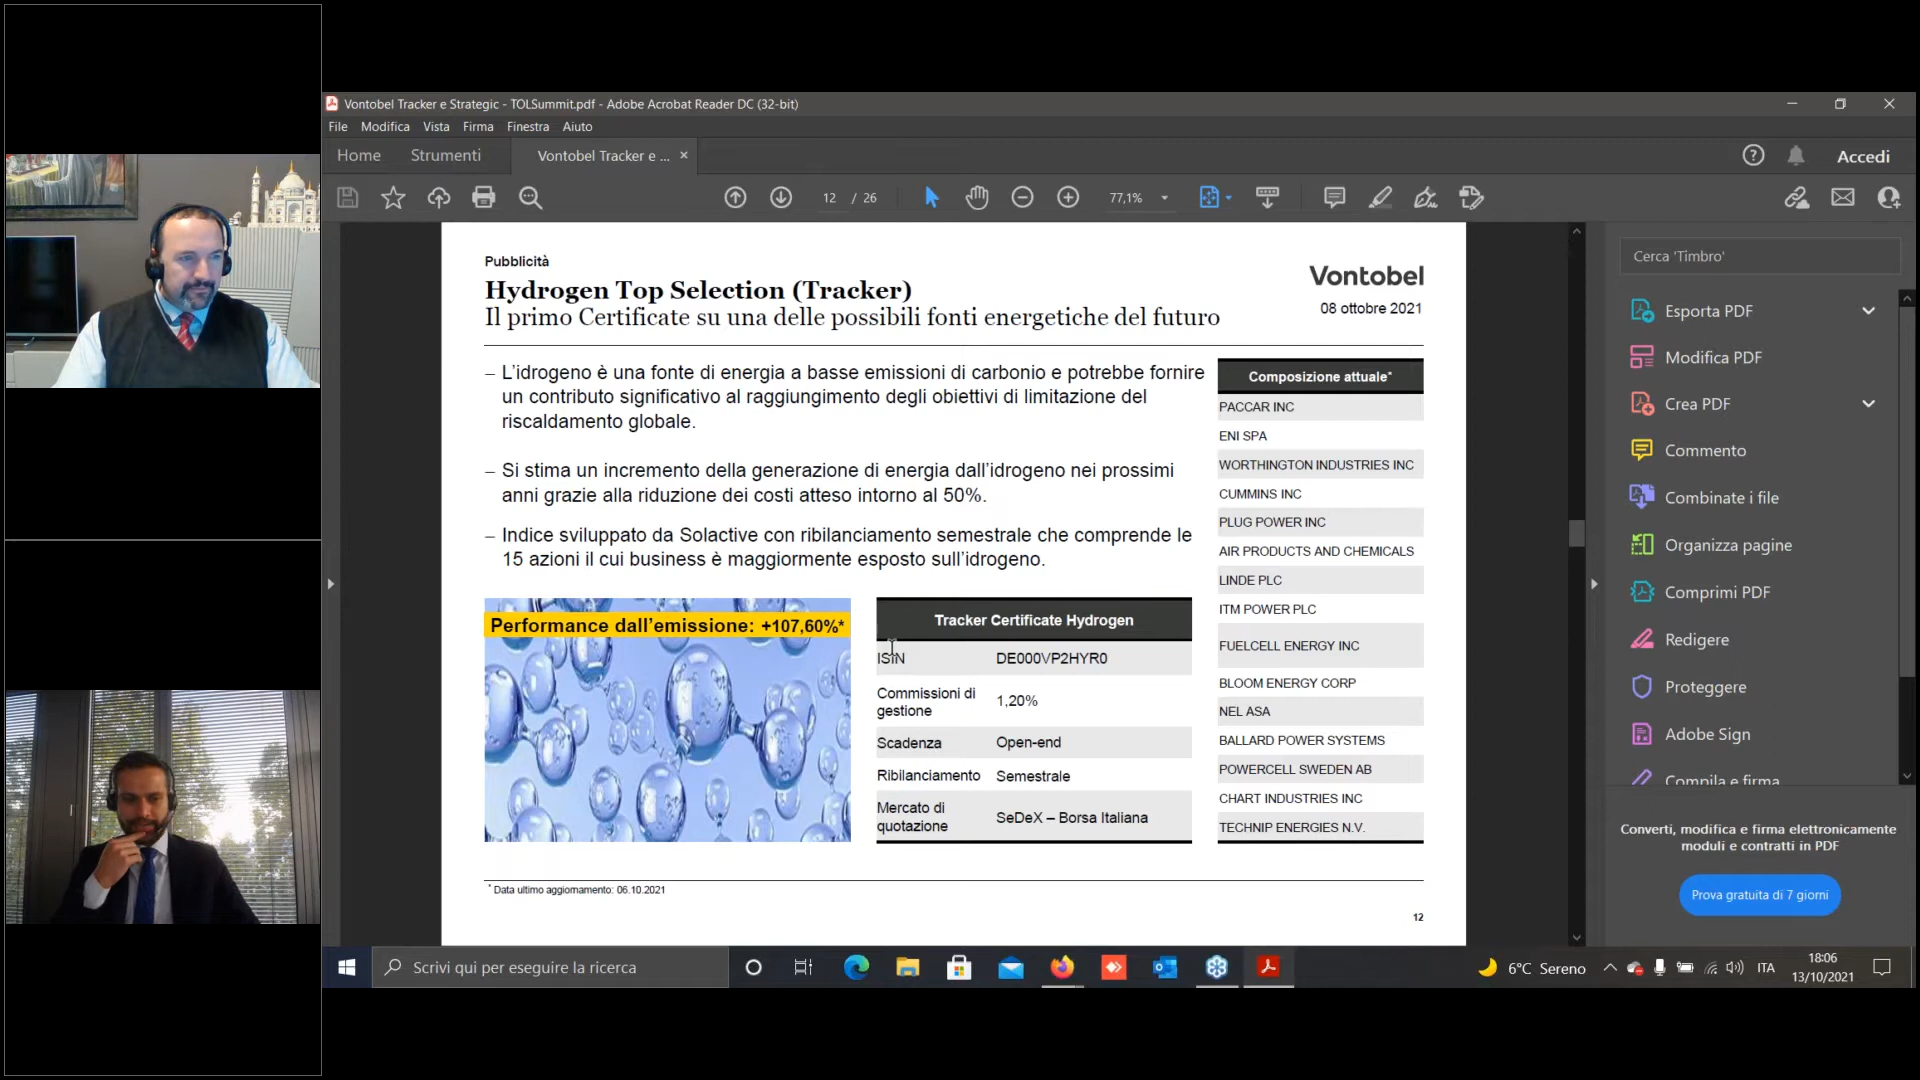 Vontobel Tracker e Strategic - TOLSummit.pdf - Adobe Acrobat Reader DC (32-bit)
File Modifica Vista Firma Finestra Aiuto
Home Strumenti Vontobel Tracker e ... × Accedi
12 / 26 77,1%
Pubblicità
Hydrogen Top Selection (Tracker)
Il primo Certificate su una delle possibili fonti energetiche del futuro
Vontobel
08 ottobre 2021
– L'idrogeno è una fonte di energia a basse emissioni di carbonio e potrebbe fornire
un contributo significativo al raggiungimento degli obiettivi di limitazione del
riscaldamento globale.
– Si stima un incremento della generazione di energia dall'idrogeno nei prossimi
anni grazie alla riduzione dei costi atteso intorno al 50%.
– Indice sviluppato da Solactive con ribilanciamento semestrale che comprende le
15 azioni il cui business è maggiormente esposto sull'idrogeno.
Performance dall'emissione: +107,60%*
Tracker Certificate Hydrogen
ISIN DE000VP2HYR0
Commissioni di
gestione
1,20%
Scadenza Open-end
Ribilanciamento Semestrale
Mercato di
quotazione
SeDeX – Borsa Italiana
Composizione attuale*
PACCAR INC
ENI SPA
WORTHINGTON INDUSTRIES INC
CUMMINS INC
PLUG POWER INC
AIR PRODUCTS AND CHEMICALS
LINDE PLC
ITM POWER PLC
FUELCELL ENERGY INC
BLOOM ENERGY CORP
NEL ASA
BALLARD POWER SYSTEMS
POWERCELL SWEDEN AB
CHART INDUSTRIES INC
TECHNIP ENERGIES N.V.
* Data ultimo aggiornamento: 06.10.2021
12
Cerca 'Timbro'
Esporta PDF
Modifica PDF
Crea PDF
Commento
Combinate i file
Organizza pagine
Comprimi PDF
Redigere
Proteggere
Adobe Sign
Compila e firma
Converti, modifica e firma elettronicamente
moduli e contratti in PDF
Prova gratuita di 7 giorni
Scrivi qui per eseguire la ricerca
6°C Sereno
ITA
18:06
13/10/2021